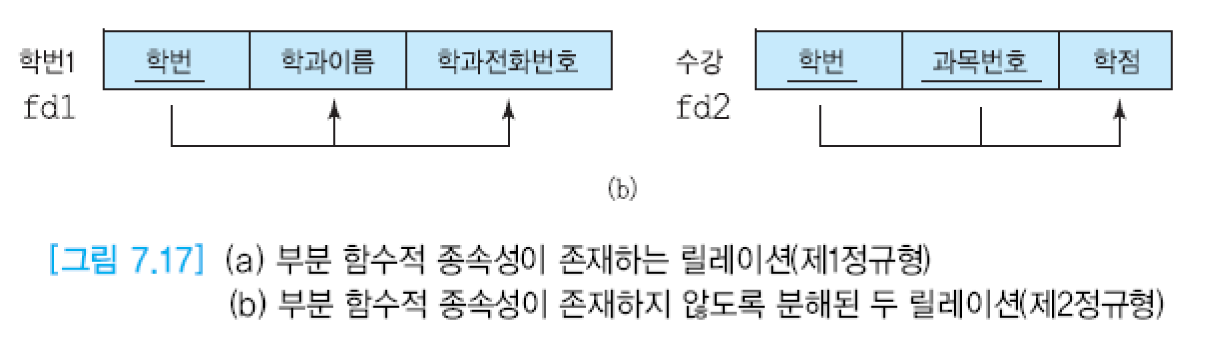 학번1 학번 학과이름 학과전화번호 수강 학번 과목번호 학점
fd1 fd2
(b)
[그림 7.17] (a) 부분 함수적 종속성이 존재하는 릴레이션(제1정규형)
(b) 부분 함수적 종속성이 존재하지 않도록 분해된 두 릴레이션(제2정규형)